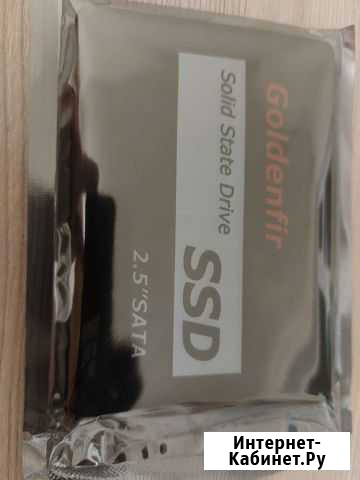 Goldenfir
Solid State Drive
SSD
2.5"SATA
Интернет-
Кабинет.Ру